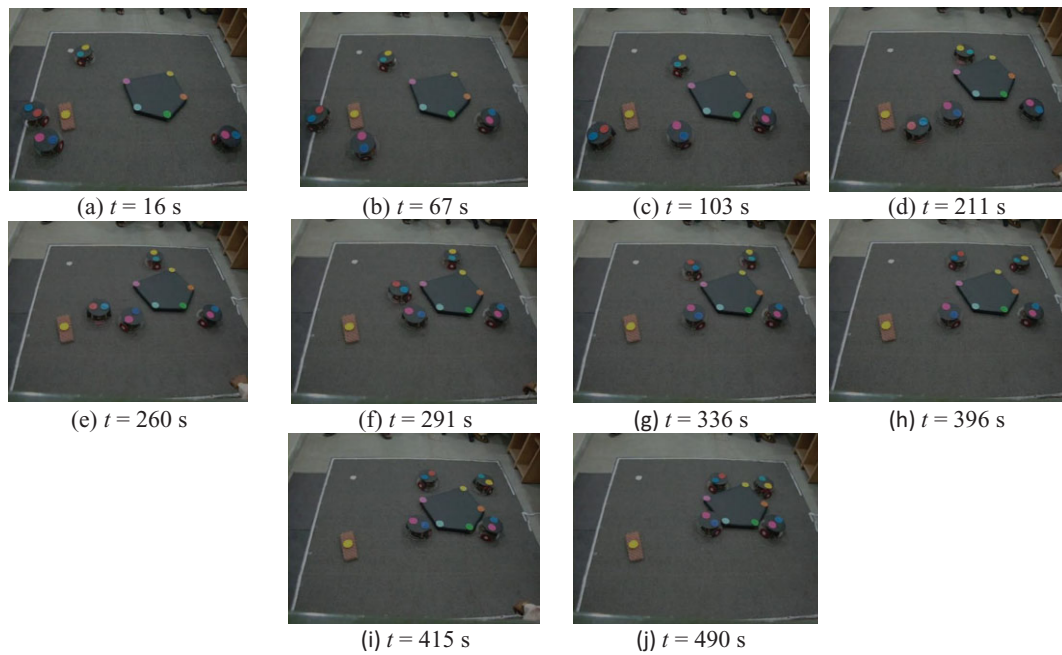 (a) t = 16 s
(b) t = 67 s
(c) t = 103 s
(d) t = 211 s
(e) t = 260 s
(f) t = 291 s
(g) t = 336 s
(h) t = 396 s
(i) t = 415 s
(j) t = 490 s